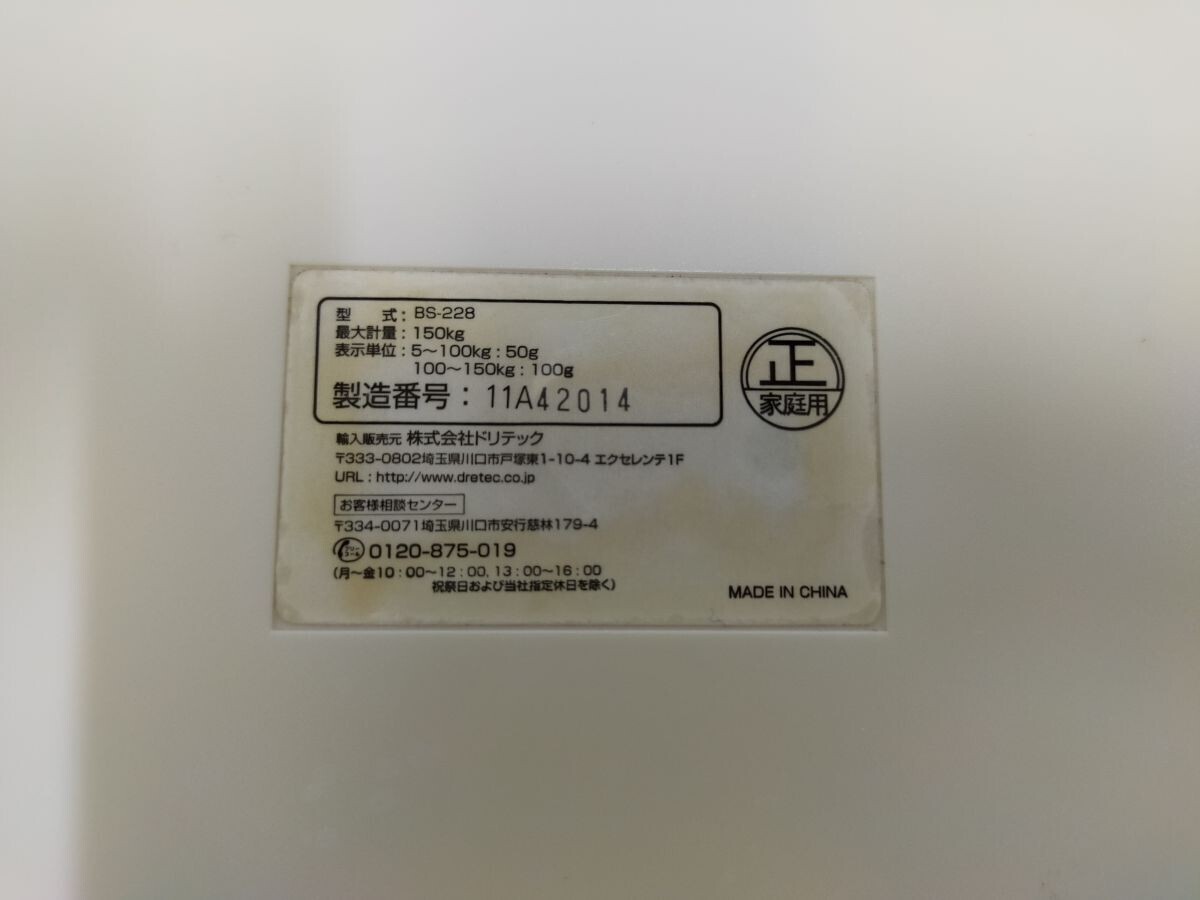 型 式: BS-228
最大計量: 150kg
表示単位: 5～100kg: 50g
100～150kg: 100g
製造番号: 11A42014
正
家庭用
輸入販売元 株式会社ドリテック
〒333-0802埼玉県川口市戸塚東1-10-4 エクセレンテ1F
URL : http://www.dretec.co.jp
お客様相談センター
〒334-0071埼玉県川口市安行慈林179-4
フリーコール 0120-875-019
(月～金10:00～12:00, 13:00～16:00
祝祭日および当社指定休日を除く)
MADE IN CHINA